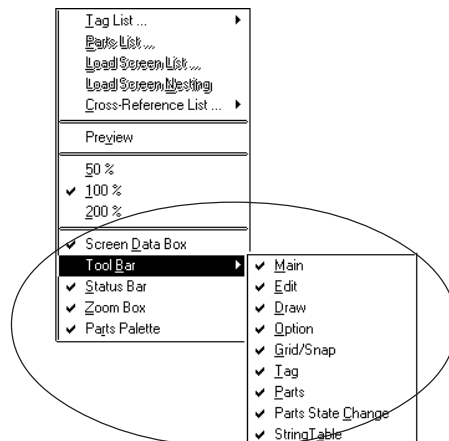 Tag List ...
Parts List ...
Load Screen List ...
Load Screen Nesting
Cross-Reference List ...
Preview
50 %
100 %
200 %
Screen Data Box
Tool Bar
Status Bar
Zoom Box
Parts Palette
Main
Edit
Draw
Option
Grid/Snap
Tag
Parts
Parts State Change
StringTable